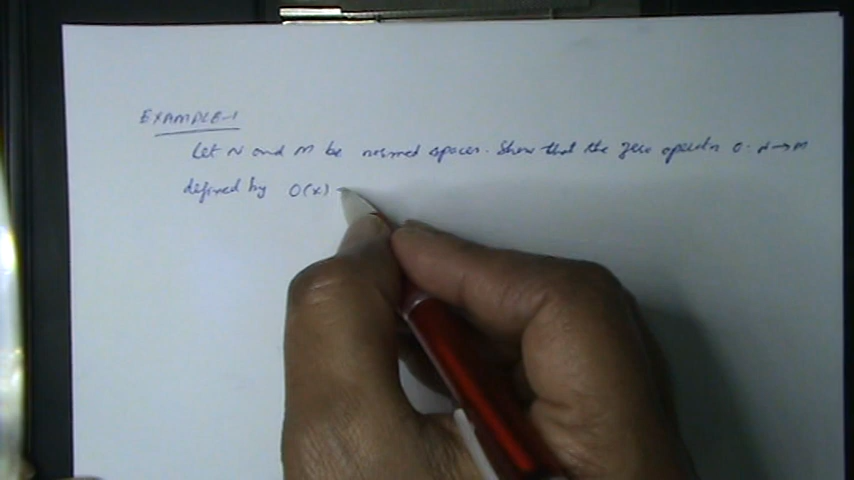 EXAMPLE-1
Let N and M be normed spaces. Show that the zero operator O: N→M
defined by O(x) =